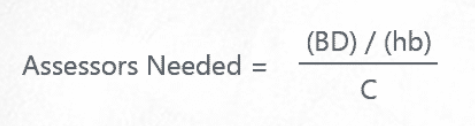 Assessors Needed = (BD) / (hb)
C